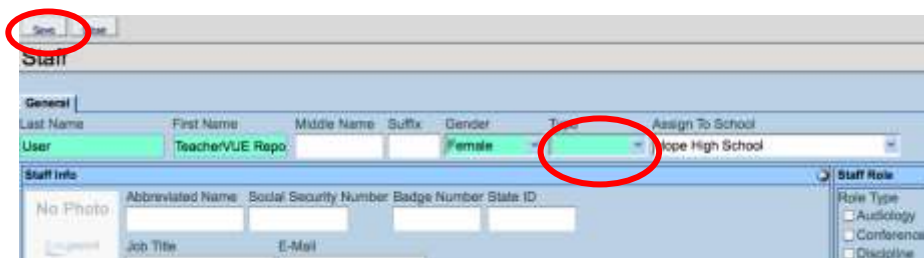 Save
Staff
General
Last Name First Name Middle Name Suffix Gender Type Assign To School
User TeacherVUE Repo Female Hope High School
Staff Info Staff Role
No Photo Abbreviated Name Social Security Number Badge Number State ID Role Type
Audiology
Conference
Job Title E-Mail Discipline